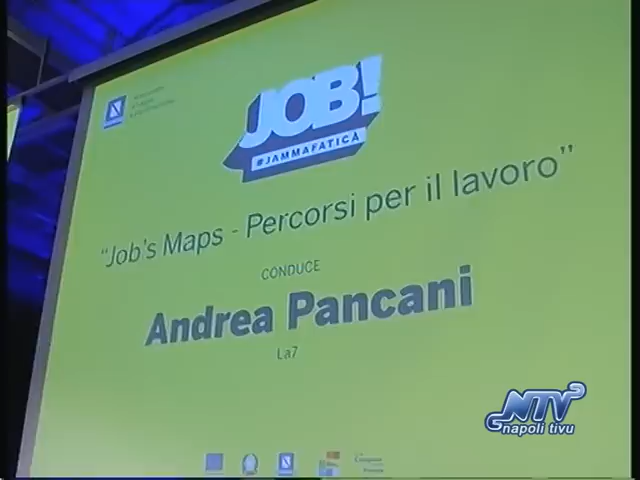 JOB!
#JAMMAFATICÀ
“Job's Maps - Percorsi per il lavoro”
CONDUCE
Andrea Pancani
La7
NTV
napoli tivu